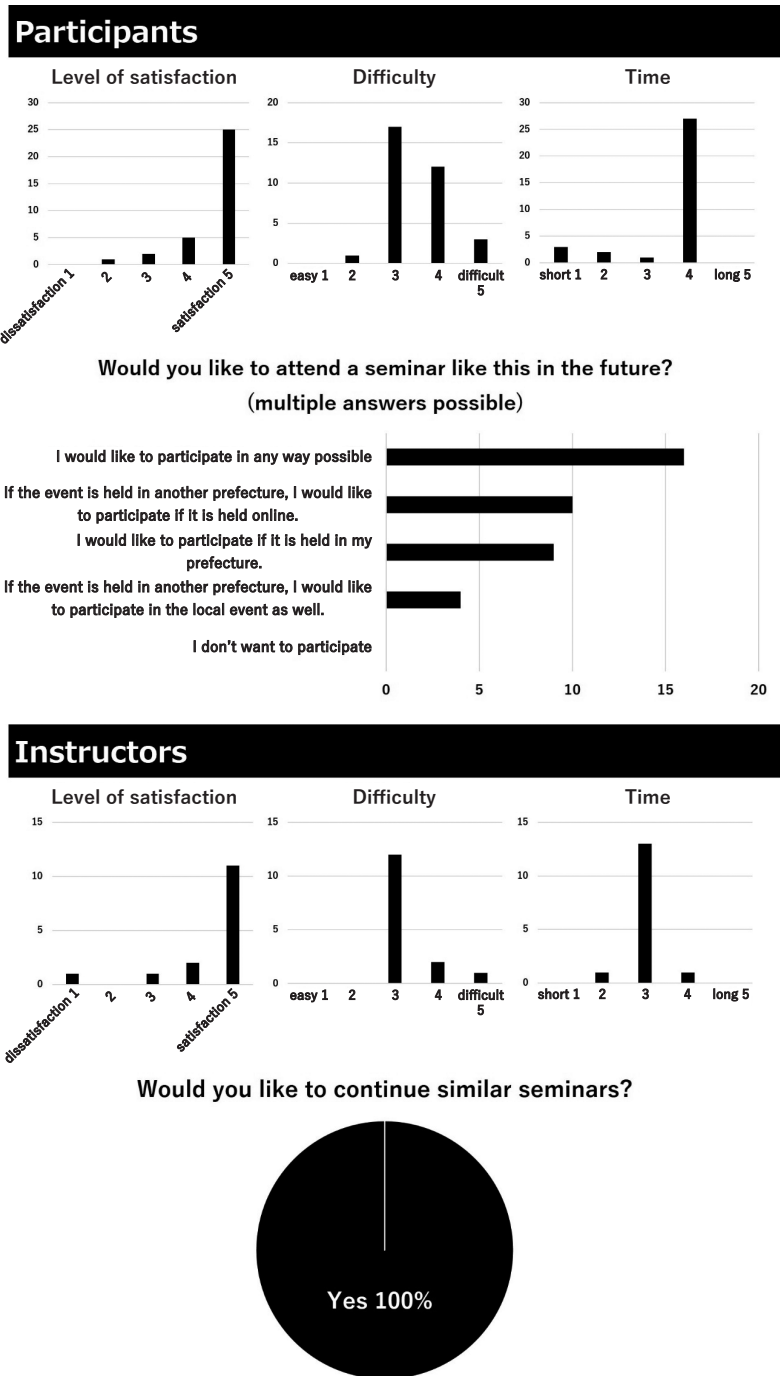 Participants
Level of satisfaction
30
25
20
15
10
5
0
dissatisfaction 1
2
3
4
satisfaction 5
Difficulty
20
15
10
5
0
easy 1
2
3
4
difficult
5
Time
30
25
20
15
10
5
0
short 1
2
3
4
long 5
Would you like to attend a seminar like this in the future?
(multiple answers possible)
I would like to participate in any way possible
If the event is held in another prefecture, I would like
to participate if it is held online.
I would like to participate if it is held in my
prefecture.
If the event is held in another prefecture, I would like
to participate in the local event as well.
I don't want to participate
0
5
10
15
20
Instructors
Level of satisfaction
15
10
5
0
dissatisfaction 1
2
3
4
satisfaction 5
Difficulty
15
10
5
0
easy 1
2
3
4
difficult
5
Time
15
10
5
0
short 1
2
3
4
long 5
Would you like to continue similar seminars?
Yes 100%